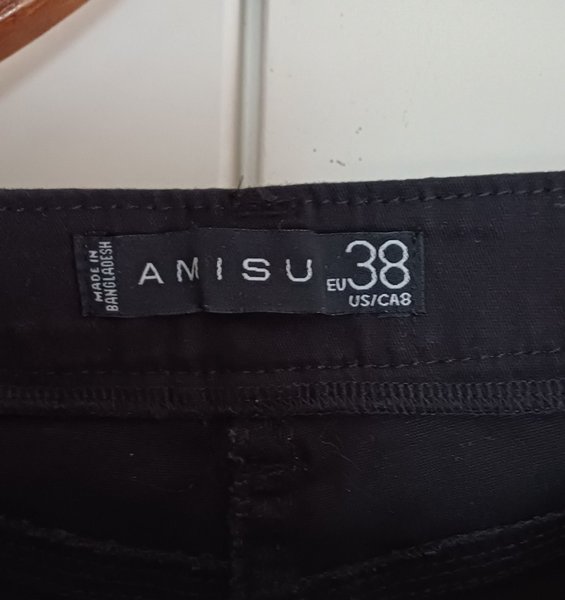 MADE IN
BANGLADESH
AMISU
EU 38
US/CA8